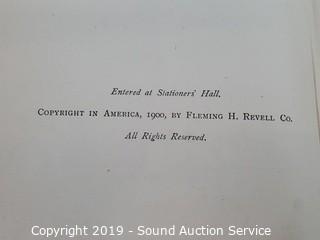 Entered at Stationers' Hall.
COPYRIGHT IN AMERICA, 1900, BY FLEMING H. REVELL CO.
All Rights Reserved.
Copyright 2019 - Sound Auction Service